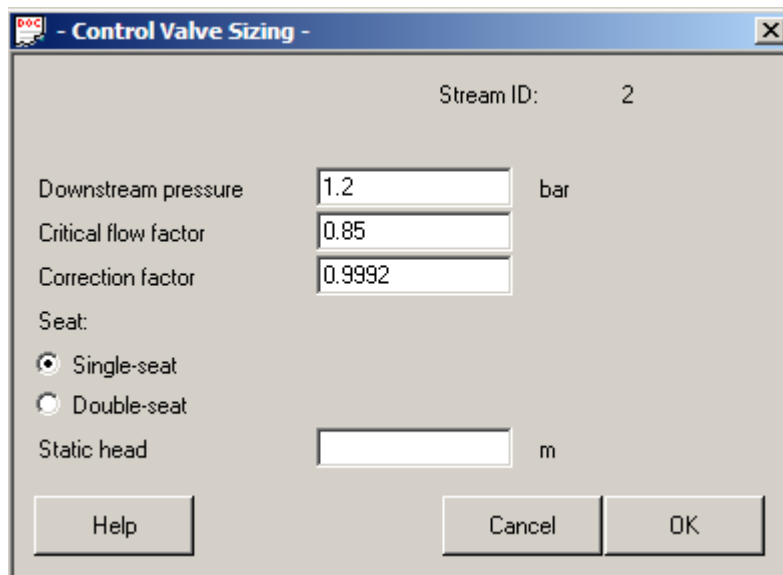 DOC
- Control Valve Sizing -
Stream ID: 2
Downstream pressure 1.2 bar
Critical flow factor 0.85
Correction factor 0.9992
Seat:
Single-seat
Double-seat
Static head m
Help Cancel OK